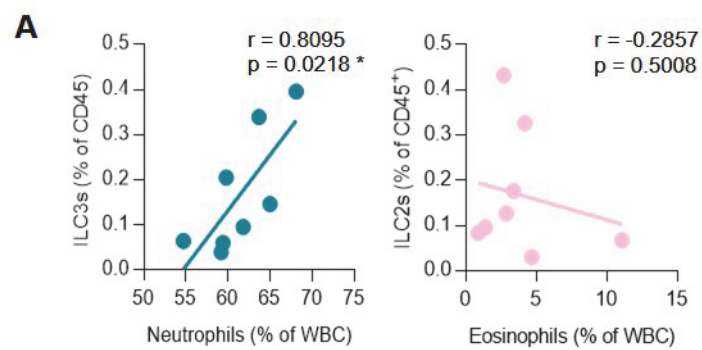 A
r = 0.8095
p = 0.0218 *
ILC3s (% of CD45)
0.5
0.4
0.3
0.2
0.1
0.0
50 55 60 65 70 75
Neutrophils (% of WBC)
r = -0.2857
p = 0.5008
ILC2s (% of CD45⁺)
0.5
0.4
0.3
0.2
0.1
0.0
0 5 10 15
Eosinophils (% of WBC)